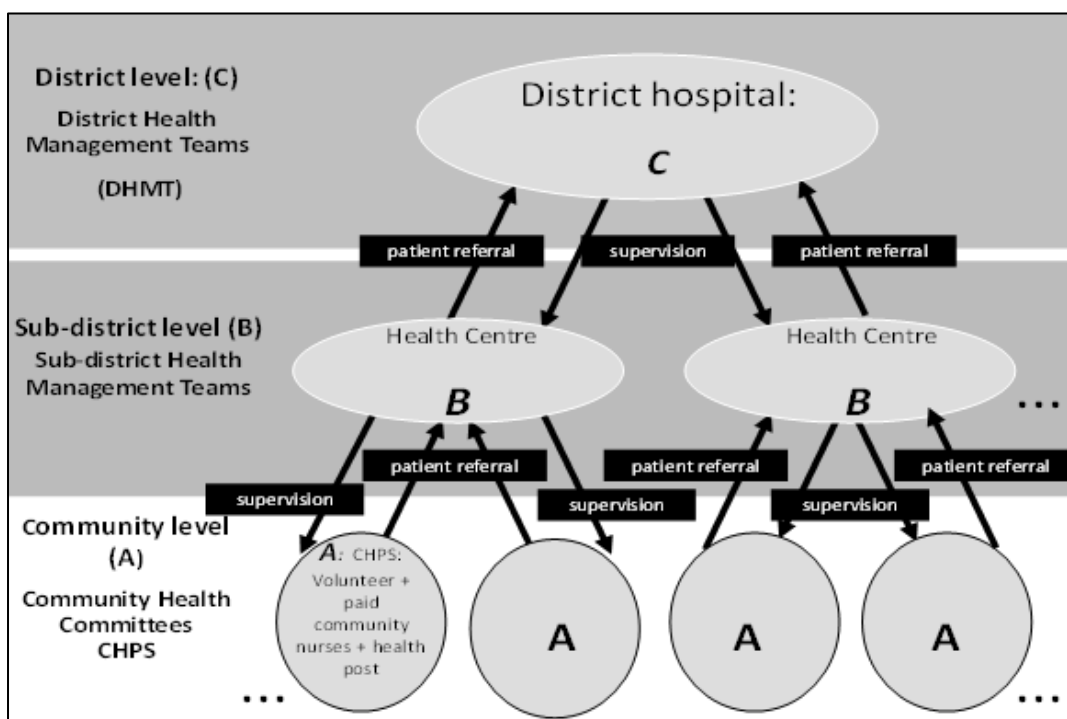 District level: (C)
District Health
Management Teams
(DHMT)
District hospital:
C
patient referral
supervision
patient referral
Sub-district level (B)
Sub-district Health
Management Teams
Health Centre
B
Health Centre
B
...
patient referral
patient referral
patient referral
supervision
supervision
supervision
Community level
(A)
Community Health
Committees
CHPS
A: CHPS:
Volunteer +
paid
community
nurses + health
post
A
A
A
...
...